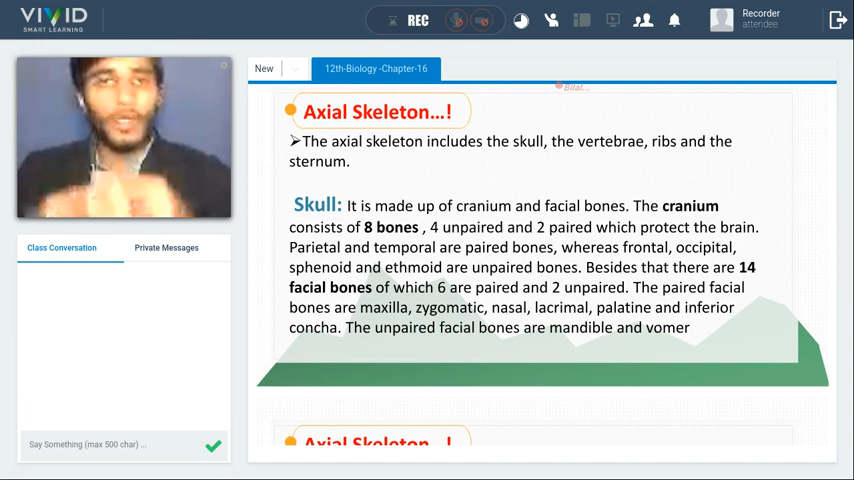 VIVID
SMART LEARNING
REC
Recorder
attendee
New
12th-Biology -Chapter-16
Bilal...
Axial Skeleton...!
➢The axial skeleton includes the skull, the vertebrae, ribs and the
sternum.
Skull: It is made up of cranium and facial bones. The cranium
consists of 8 bones , 4 unpaired and 2 paired which protect the brain.
Parietal and temporal are paired bones, whereas frontal, occipital,
sphenoid and ethmoid are unpaired bones. Besides that there are 14
facial bones of which 6 are paired and 2 unpaired. The paired facial
bones are maxilla, zygomatic, nasal, lacrimal, palatine and inferior
concha. The unpaired facial bones are mandible and vomer
Axial Skeleton...!
Class Conversation
Private Messages
Say Something (max 500 char) ...